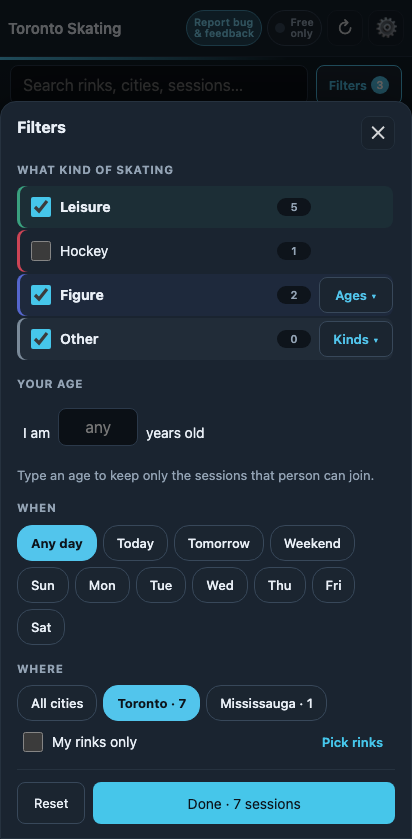 Toronto Skating
Report bug
& feedback
Free
only
Search rinks, cities, sessions...
Filters 3
Filters
WHAT KIND OF SKATING
Leisure 5
Hockey 1
Figure 2 Ages ▾
Other 0 Kinds ▾
YOUR AGE
I am any years old
Type an age to keep only the sessions that person can join.
WHEN
Any day Today Tomorrow Weekend
Sun Mon Tue Wed Thu Fri
Sat
WHERE
All cities Toronto · 7 Mississauga · 1
My rinks only Pick rinks
Reset Done · 7 sessions